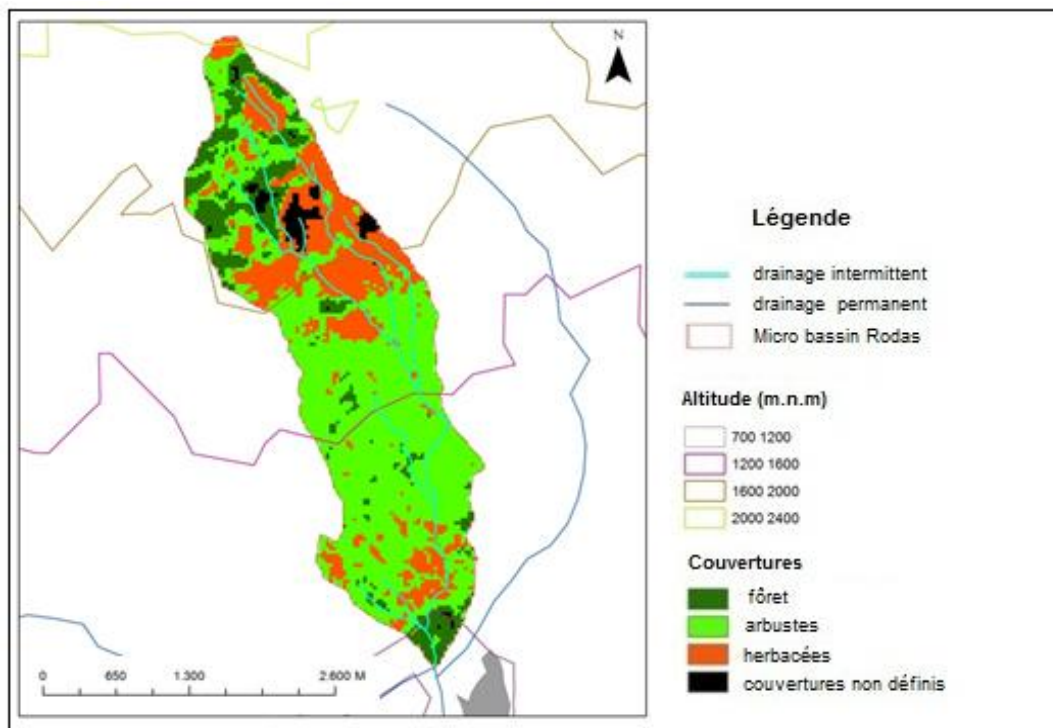 N
0 650 1.300 2.600 M
Légende
drainage intermittent
drainage permanent
Micro bassin Rodas
Altitude (m.n.m)
700 1200
1200 1600
1600 2000
2000 2400
Couvertures
fôret
arbustes
herbacées
couvertures non définis